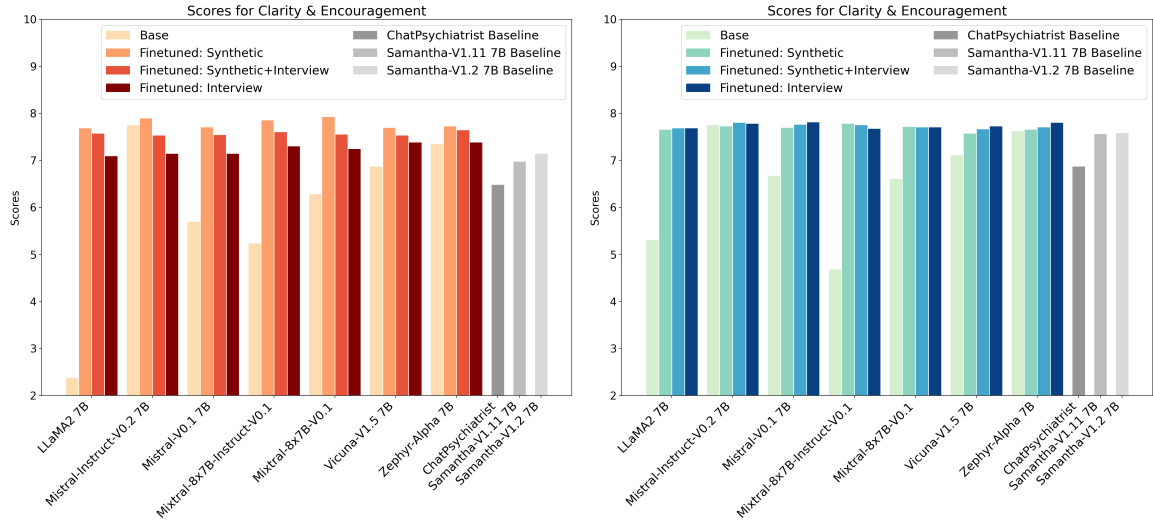 Scores for Clarity & Encouragement
Base
Finetuned: Synthetic
Finetuned: Synthetic+Interview
Finetuned: Interview
ChatPsychiatrist Baseline
Samantha-V1.11 7B Baseline
Samantha-V1.2 7B Baseline
Scores
10
9
8
7
6
5
4
3
2
LLaMA2 7B
Mistral-Instruct-V0.2 7B
Mistral-V0.1 7B
Mixtral-8x7B-Instruct-V0.1
Mixtral-8x7B-V0.1
Vicuna-V1.5 7B
Zephyr-Alpha 7B
ChatPsychiatrist
Samantha-V1.11 7B
Samantha-V1.2 7B
Scores for Clarity & Encouragement
Base
Finetuned: Synthetic
Finetuned: Synthetic+Interview
Finetuned: Interview
ChatPsychiatrist Baseline
Samantha-V1.11 7B Baseline
Samantha-V1.2 7B Baseline
Scores
10
9
8
7
6
5
4
3
2
LLaMA2 7B
Mistral-Instruct-V0.2 7B
Mistral-V0.1 7B
Mixtral-8x7B-Instruct-V0.1
Mixtral-8x7B-V0.1
Vicuna-V1.5 7B
Zephyr-Alpha 7B
ChatPsychiatrist
Samantha-V1.11 7B
Samantha-V1.2 7B